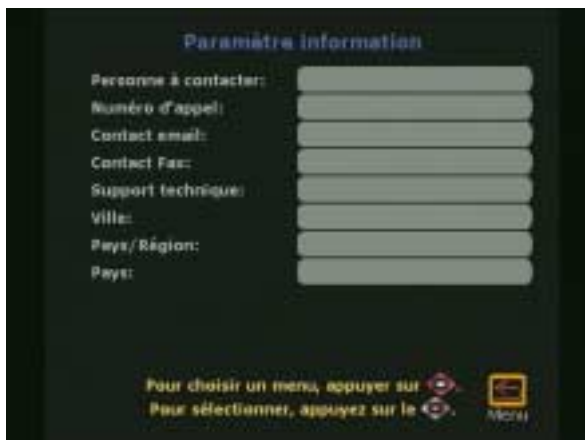 Paramètre information
Personne à contacter:
Numéro d'appel:
Contact email:
Contact Fax:
Support technique:
Ville:
Pays/Région:
Pays:
Pour choisir un menu, appuyer sur .
Pour sélectionner, appuyez sur le .
Menu